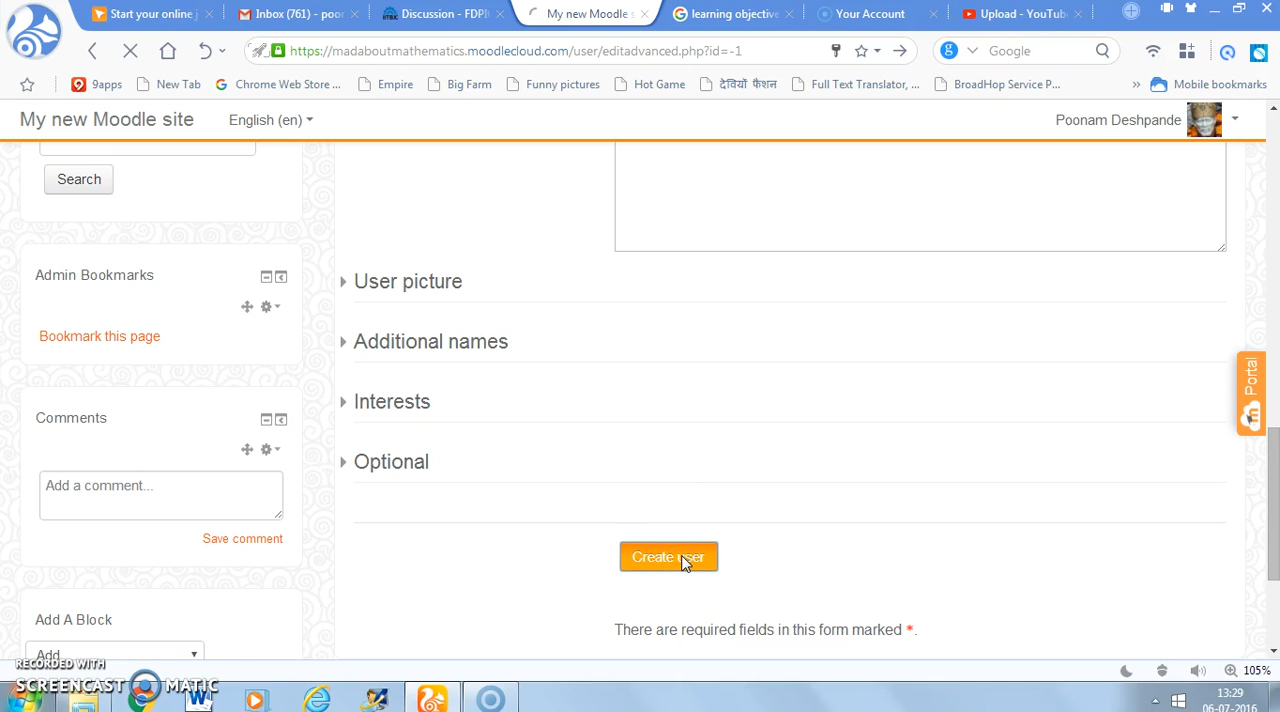 Start your online j
Inbox (761) - poor
Discussion - FDPI
My new Moodle s
learning objective
Your Account
Upload - YouTub
https://madaboutmathematics.moodlecloud.com/user/editadvanced.php?id=-1
Google
9apps
New Tab
Chrome Web Store ...
Empire
Big Farm
Funny pictures
Hot Game
देवियों फैशन
Full Text Translator, ...
BroadHop Service P...
Mobile bookmarks
My new Moodle site
English (en)
Poonam Deshpande
Search
User picture
Admin Bookmarks
Additional names
Bookmark this page
Portal
Interests
Comments
Optional
Add a comment...
Save comment
Create user
Add A Block
There are required fields in this form marked *.
Add...
RECORDED WITH
SCREENCAST MATIC
105%
13:29
06-07-2016